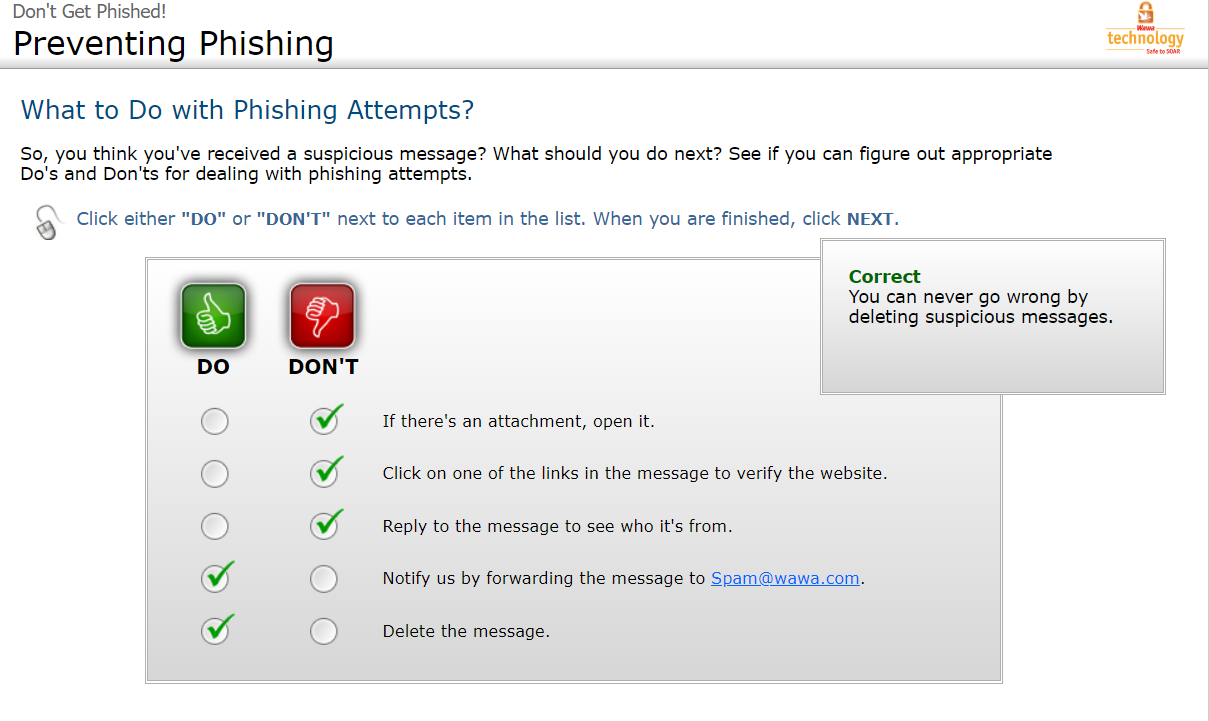 Don't Get Phished!
Preventing Phishing
Wawa
technology
Safe to SOAR
What to Do with Phishing Attempts?
So, you think you've received a suspicious message? What should you do next? See if you can figure out appropriate
Do's and Don'ts for dealing with phishing attempts.
Click either "DO" or "DON'T" next to each item in the list. When you are finished, click NEXT.
Correct
You can never go wrong by
deleting suspicious messages.
DO DON'T
If there's an attachment, open it.
Click on one of the links in the message to verify the website.
Reply to the message to see who it's from.
Notify us by forwarding the message to Spam@wawa.com.
Delete the message.